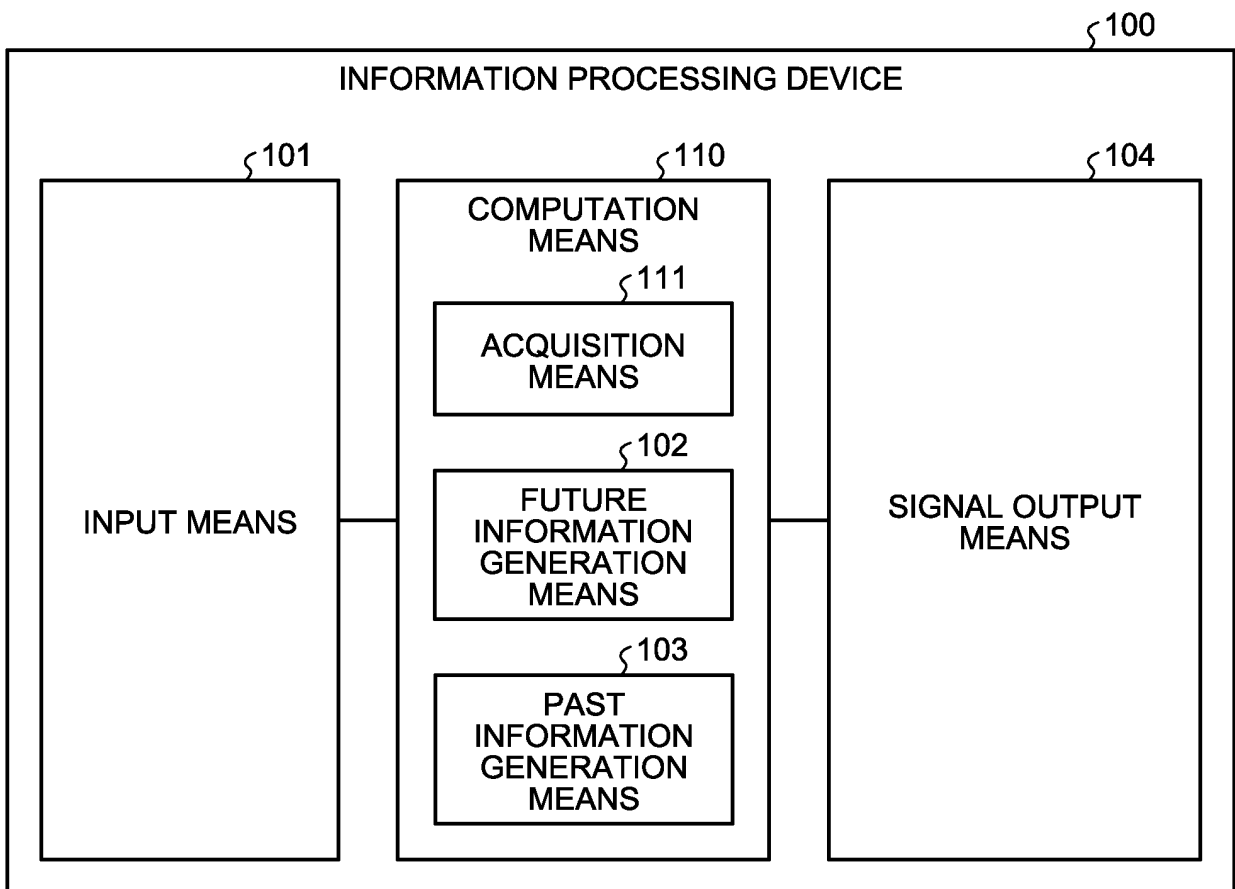 100
INFORMATION PROCESSING DEVICE
101
INPUT MEANS
110
COMPUTATION
MEANS
111
ACQUISITION
MEANS
102
FUTURE
INFORMATION
GENERATION
MEANS
103
PAST
INFORMATION
GENERATION
MEANS
104
SIGNAL OUTPUT
MEANS